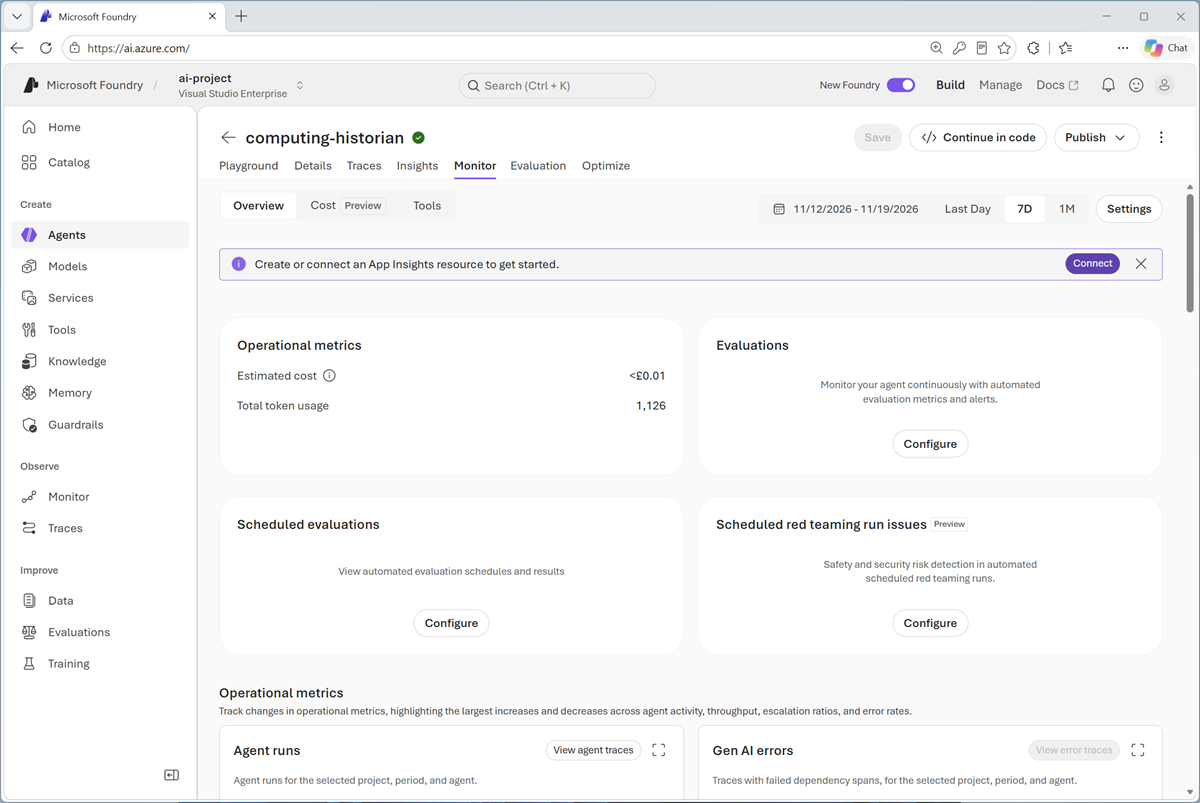 Microsoft Foundry
https://ai.azure.com/
Chat
Microsoft Foundry / ai-project
Visual Studio Enterprise
Search (Ctrl + K)
New Foundry
Build
Manage
Docs
Home
Catalog
Create
Agents
Models
Services
Tools
Knowledge
Memory
Guardrails
Observe
Monitor
Traces
Improve
Data
Evaluations
Training
computing-historian
Save
</> Continue in code
Publish
Playground Details Traces Insights Monitor Evaluation Optimize
Overview Cost Preview Tools
11/12/2026 - 11/19/2026 Last Day 7D 1M Settings
Create or connect an App Insights resource to get started. Connect
Operational metrics
Estimated cost <£0.01
Total token usage 1,126
Evaluations
Monitor your agent continuously with automated
evaluation metrics and alerts.
Configure
Scheduled evaluations
View automated evaluation schedules and results
Configure
Scheduled red teaming run issues Preview
Safety and security risk detection in automated
scheduled red teaming runs.
Configure
Operational metrics
Track changes in operational metrics, highlighting the largest increases and decreases across agent activity, throughput, escalation ratios, and error rates.
Agent runs View agent traces
Agent runs for the selected project, period, and agent.
Gen AI errors View error traces
Traces with failed dependency spans, for the selected project, period, and agent.